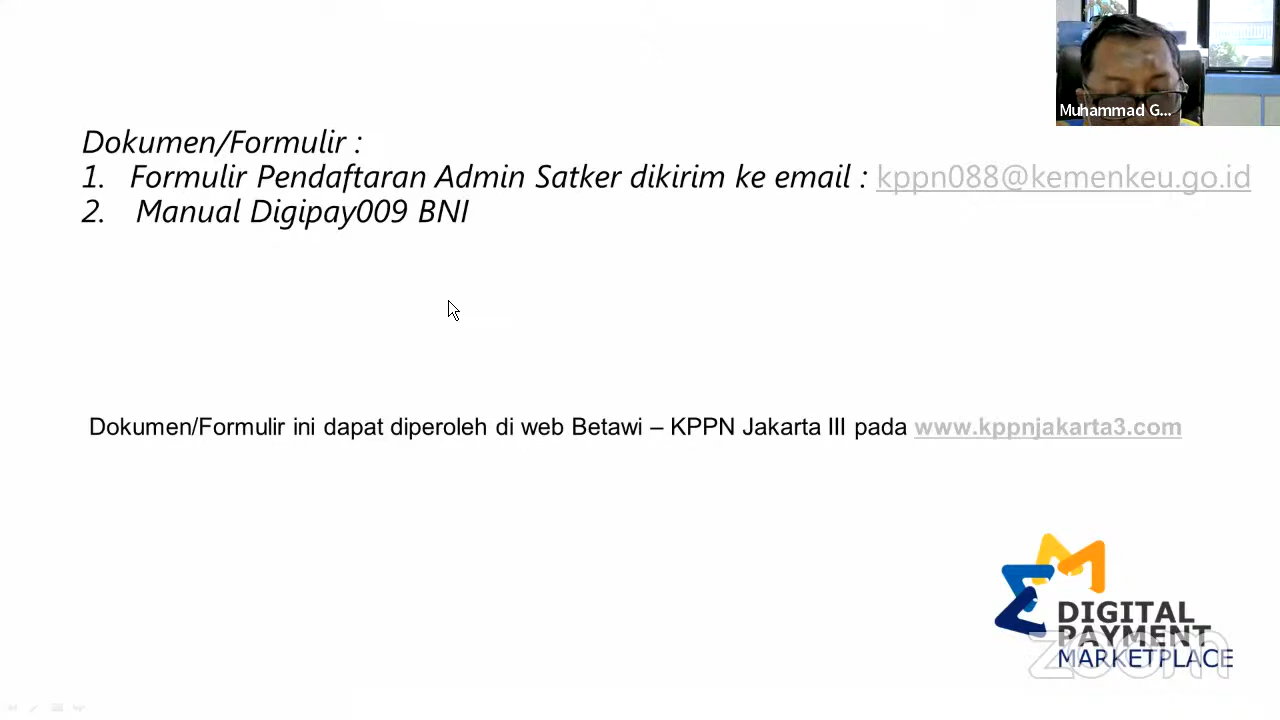 Muhammad G...
Dokumen/Formulir :
1. Formulir Pendaftaran Admin Satker dikirim ke email : kppn088@kemenkeu.go.id
2. Manual Digipay009 BNI
Dokumen/Formulir ini dapat diperoleh di web Betawi – KPPN Jakarta III pada www.kppnjakarta3.com
DIGITAL
PAYMENT
MARKETPLACE
zoom